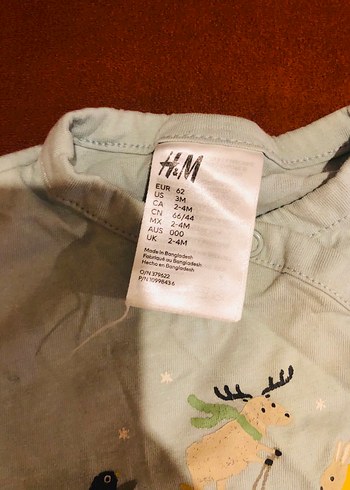 H&M
EUR 62
US 3M
CA 2-4M
CN 66/44
MX 2-4M
AUS 000
UK 2-4M
Made in Bangladesh
Fabriqué au Bangladesh
Hecho en Bangladesh
O/N 379622
P/N 10998436